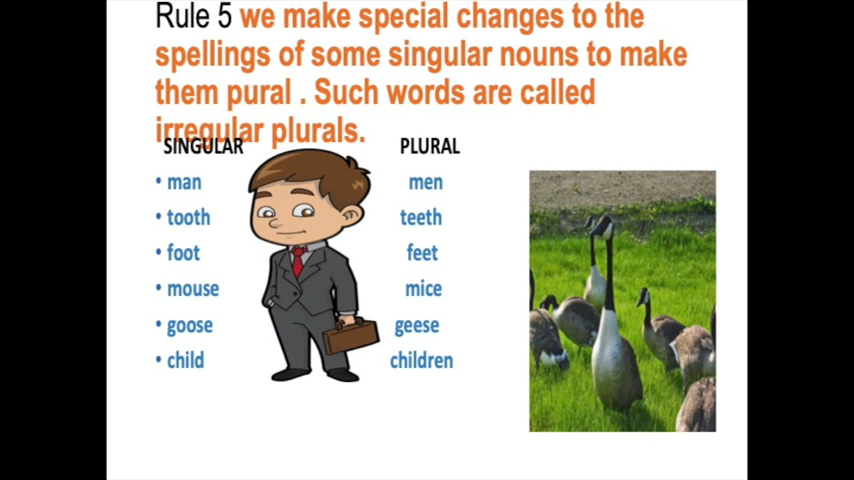 Rule 5 we make special changes to the
spellings of some singular nouns to make
them pural . Such words are called
irregular plurals.
SINGULAR PLURAL
• man men
• tooth teeth
• foot feet
• mouse mice
• goose geese
• child children